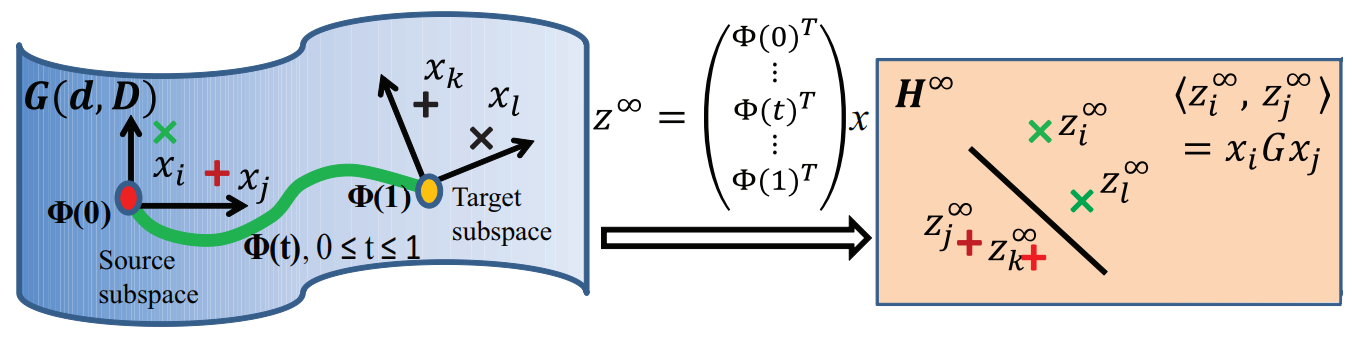 G(d, D)
x_i
x_j
Φ(0)
Source
subspace
Φ(t), 0 ≤ t ≤ 1
x_k
x_l
Φ(1)
Target
subspace
z^∞ = ( Φ(0)^T
⋮
Φ(t)^T
⋮
Φ(1)^T ) x
H^∞
⟨z_i^∞, z_j^∞⟩
= x_i G x_j
z_i^∞
z_l^∞
z_j^∞
z_k^∞